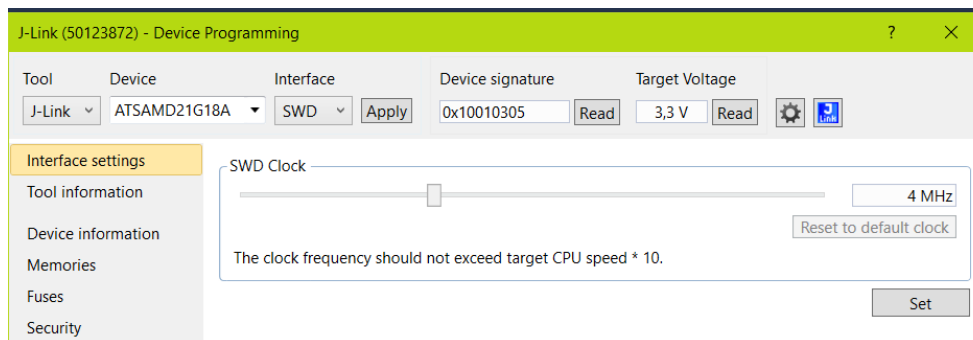 J-Link (50123872) - Device Programming ? ×
Tool Device Interface Device signature Target Voltage
J-Link ATSAMD21G18A SWD Apply 0x10010305 Read 3,3 V Read J Link
Interface settings
Tool information
Device information
Memories
Fuses
Security
SWD Clock
4 MHz
Reset to default clock
The clock frequency should not exceed target CPU speed * 10.
Set